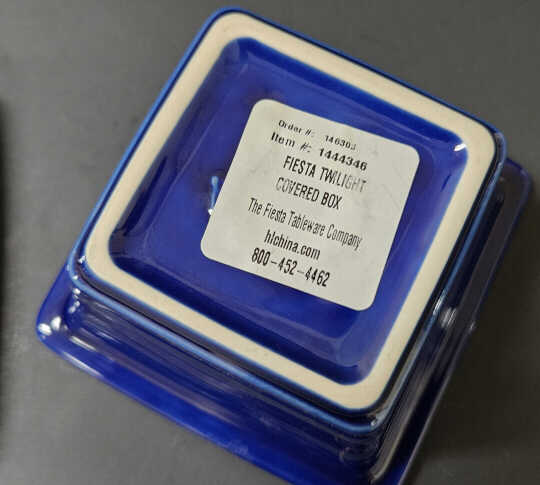 Order #: 146303
Item #: 1444346
FIESTA TWILIGHT
COVERED BOX
The Fiesta Tableware Company
hlchina.com
800-452-4462